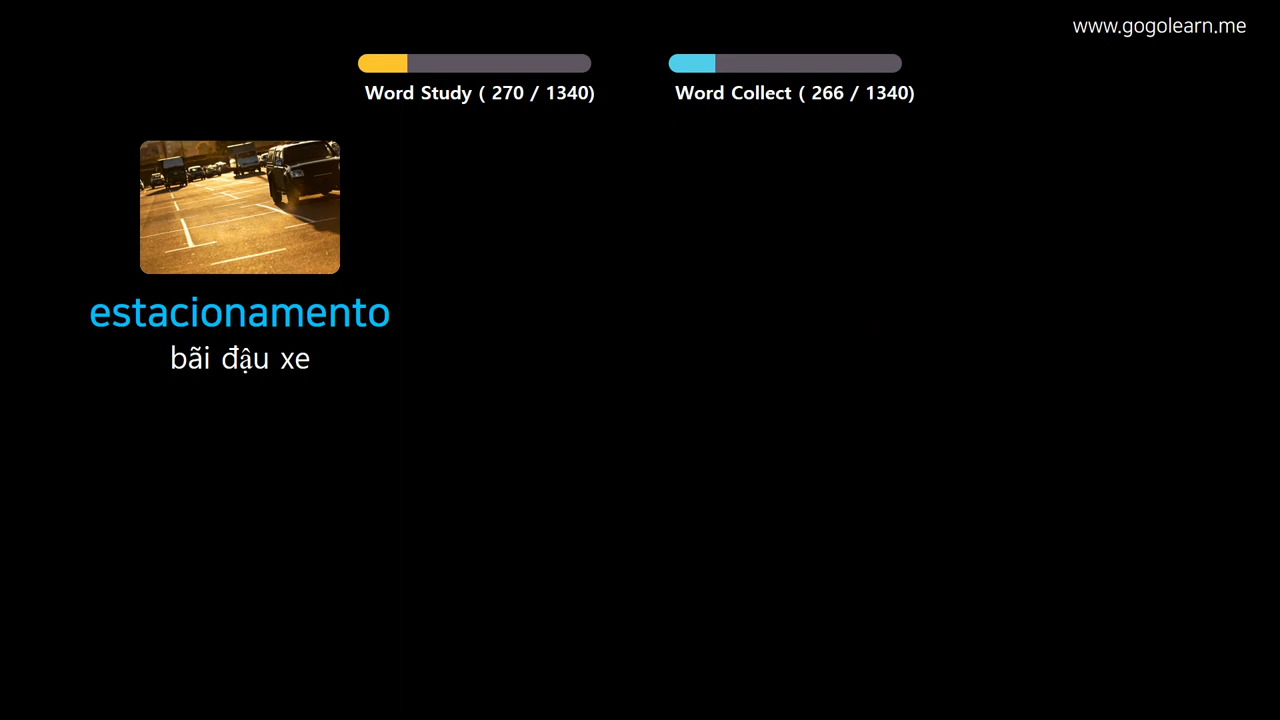 www.gogolearn.me
Word Study ( 270 / 1340)
Word Collect ( 266 / 1340)
estacionamento
bãi đậu xe